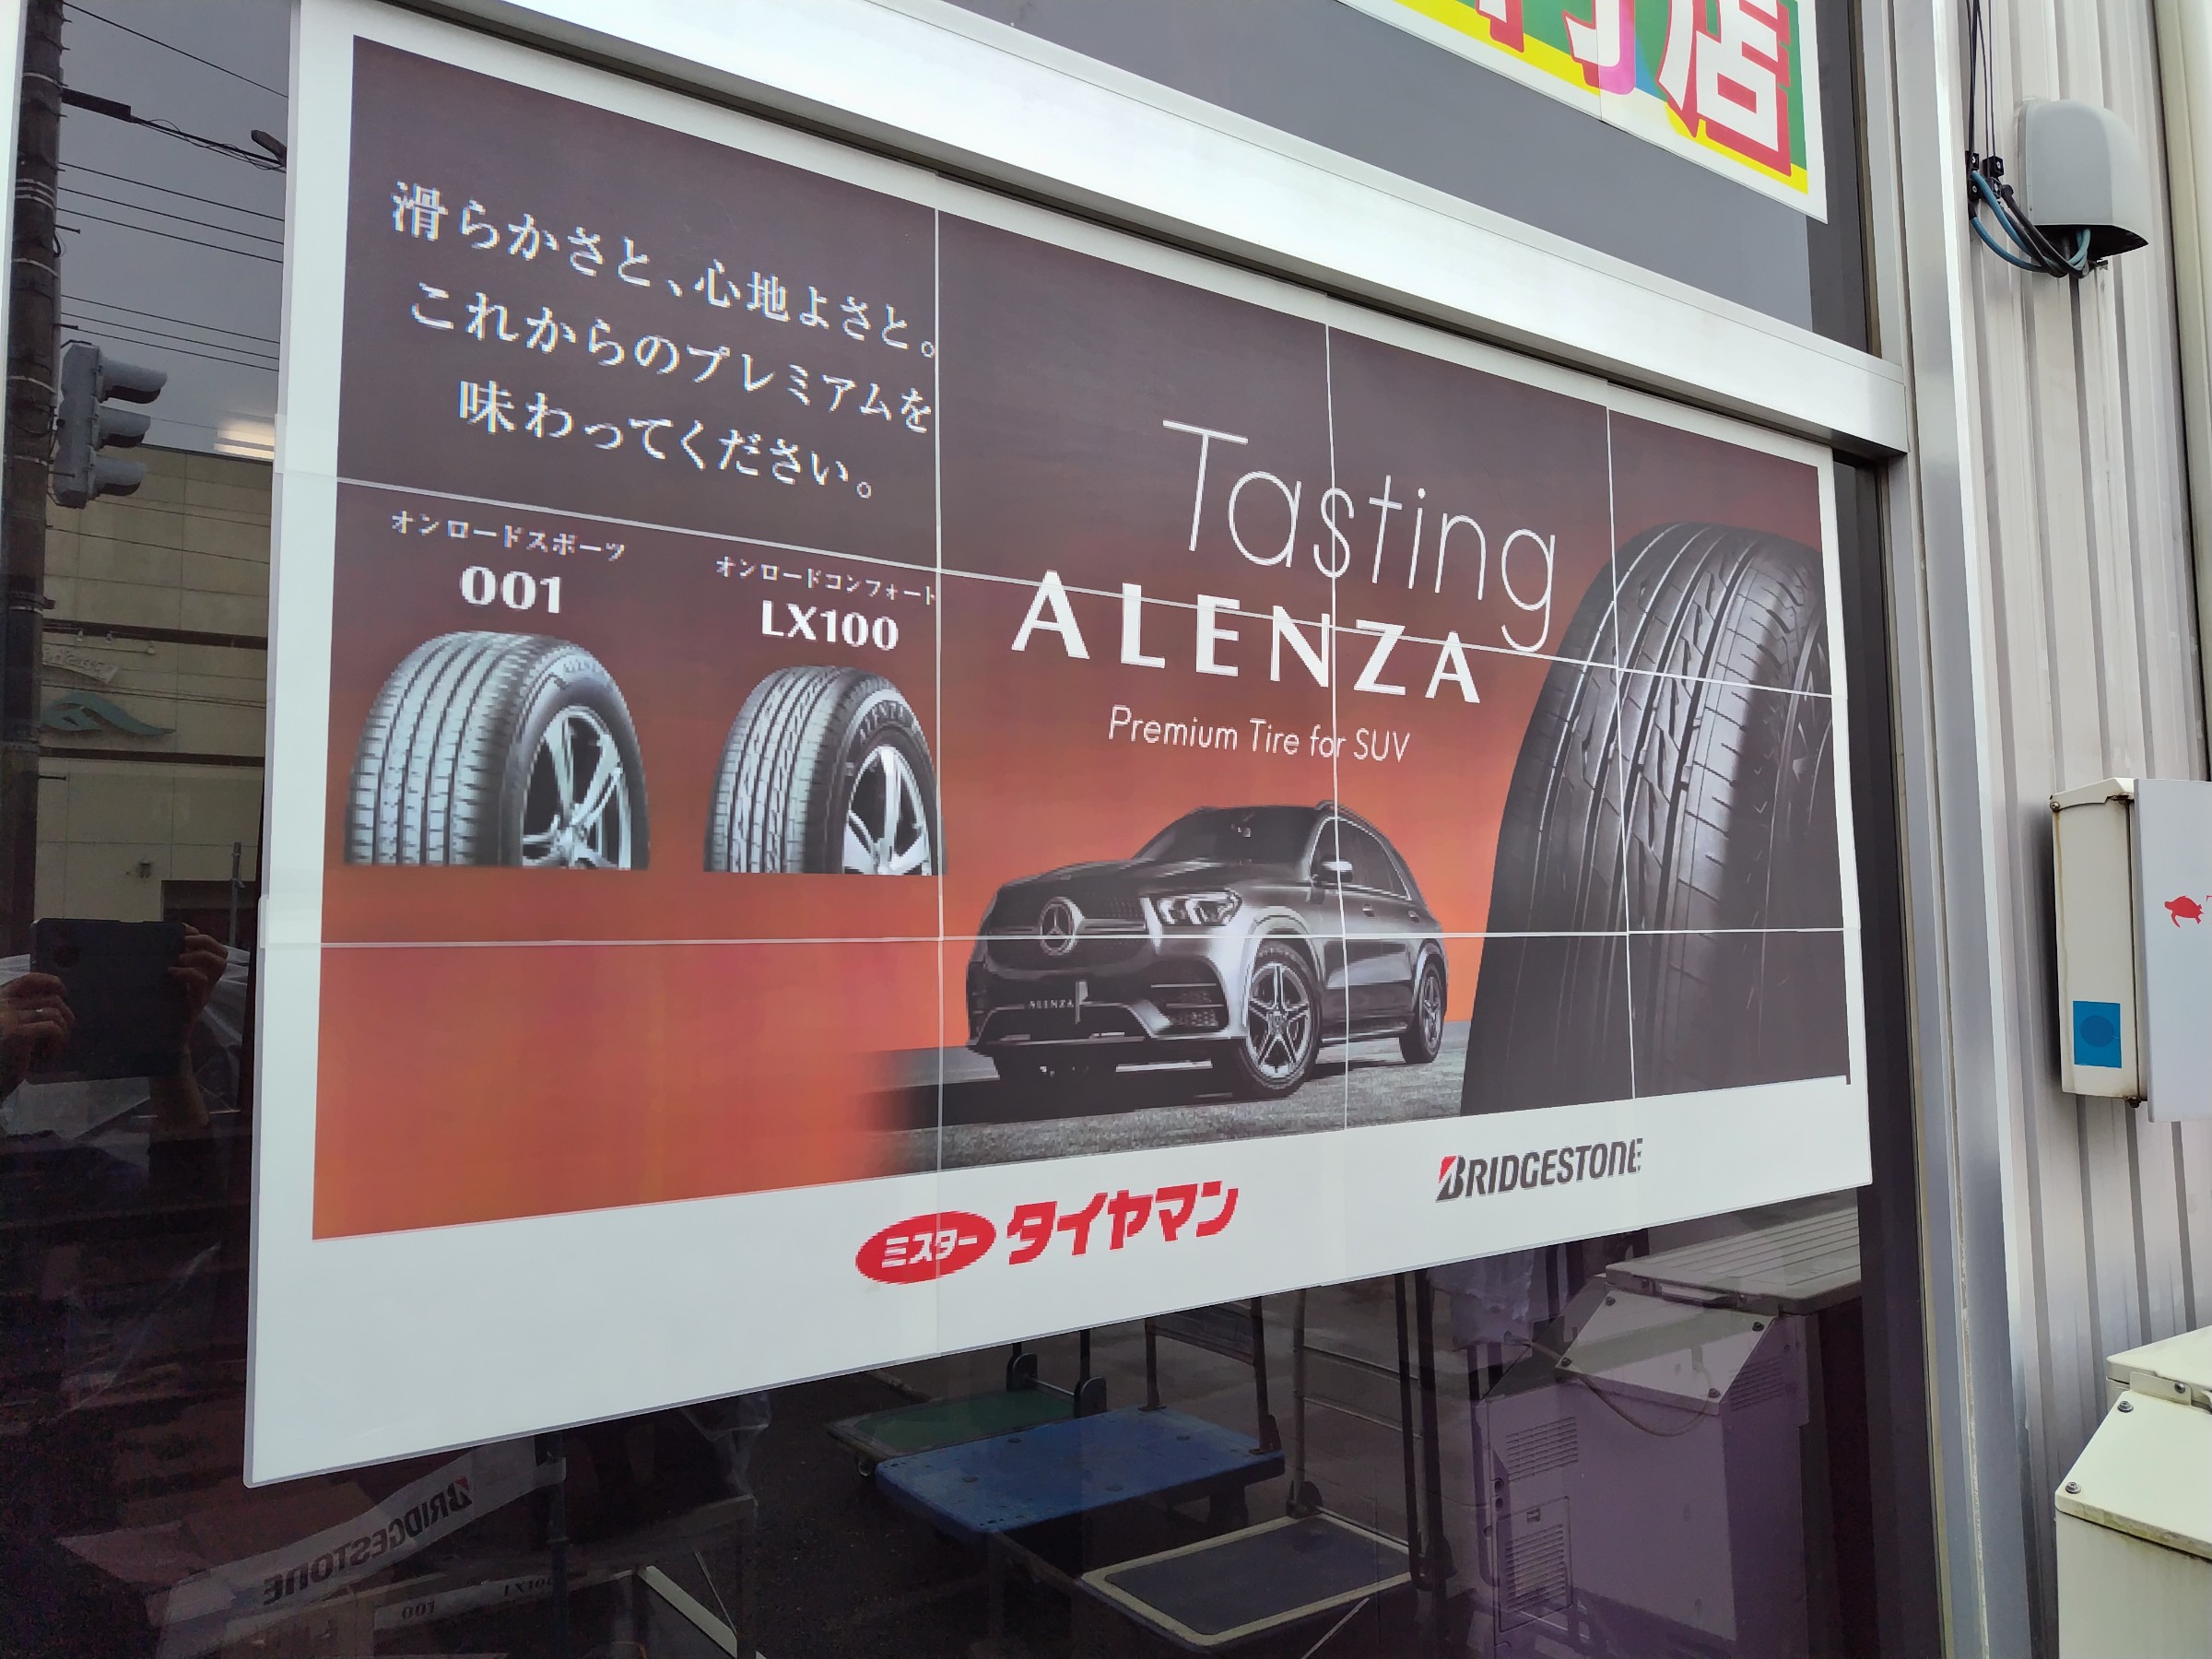 門店
滑らかさと、心地よさと。
これからのプレミアムを
味わってください。
オンロードスポーツ
001
オンロードコンフォート
LX100
Tasting
ALENZA
Premium Tire for SUV
ALENZA
ALENZA
ALENZA
ミスタータイヤマン
BRIDGESTONE
BRIDGESTONE
001